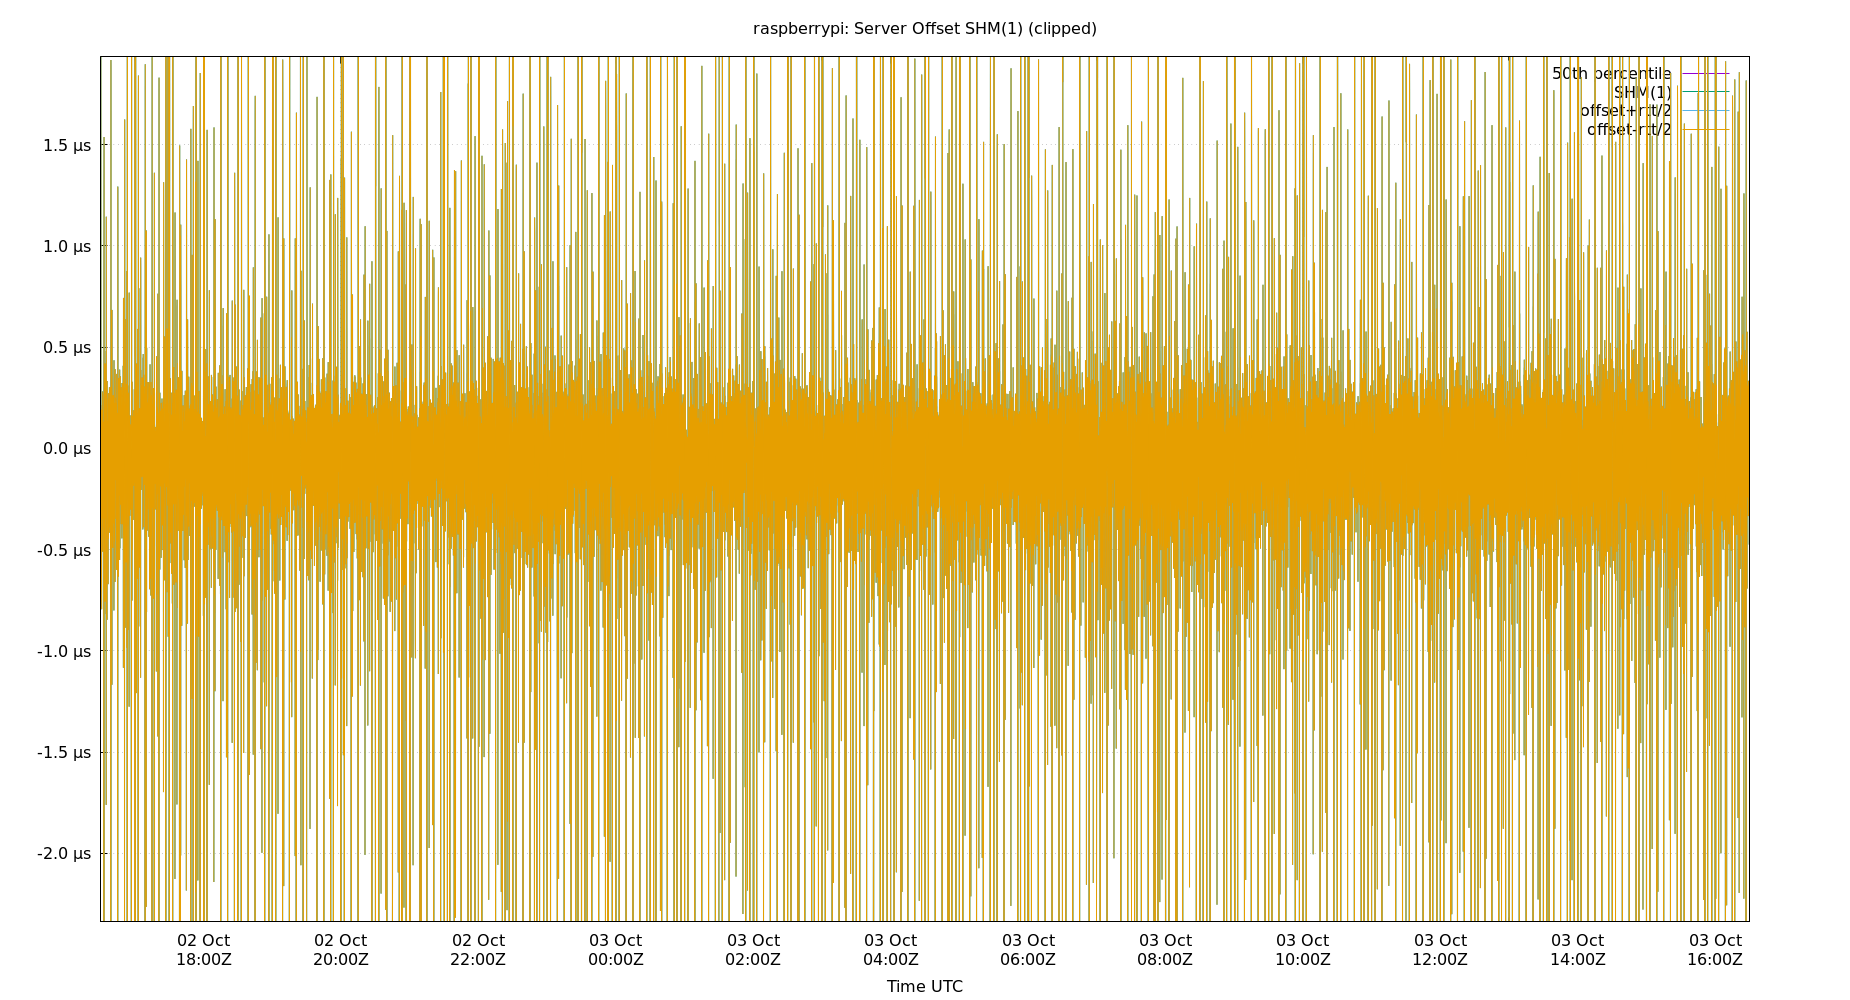 raspberrypi: Server Offset SHM(1) (clipped)
50th percentile
SHM(1)
offset+rtt/2
offset-rtt/2
1.5 µs
1.0 µs
0.5 µs
0.0 µs
-0.5 µs
-1.0 µs
-1.5 µs
-2.0 µs
02 Oct 02 Oct 02 Oct 03 Oct 03 Oct 03 Oct 03 Oct 03 Oct 03 Oct 03 Oct 03 Oct 03 Oct
18:00Z 20:00Z 22:00Z 00:00Z 02:00Z 04:00Z 06:00Z 08:00Z 10:00Z 12:00Z 14:00Z 16:00Z
Time UTC